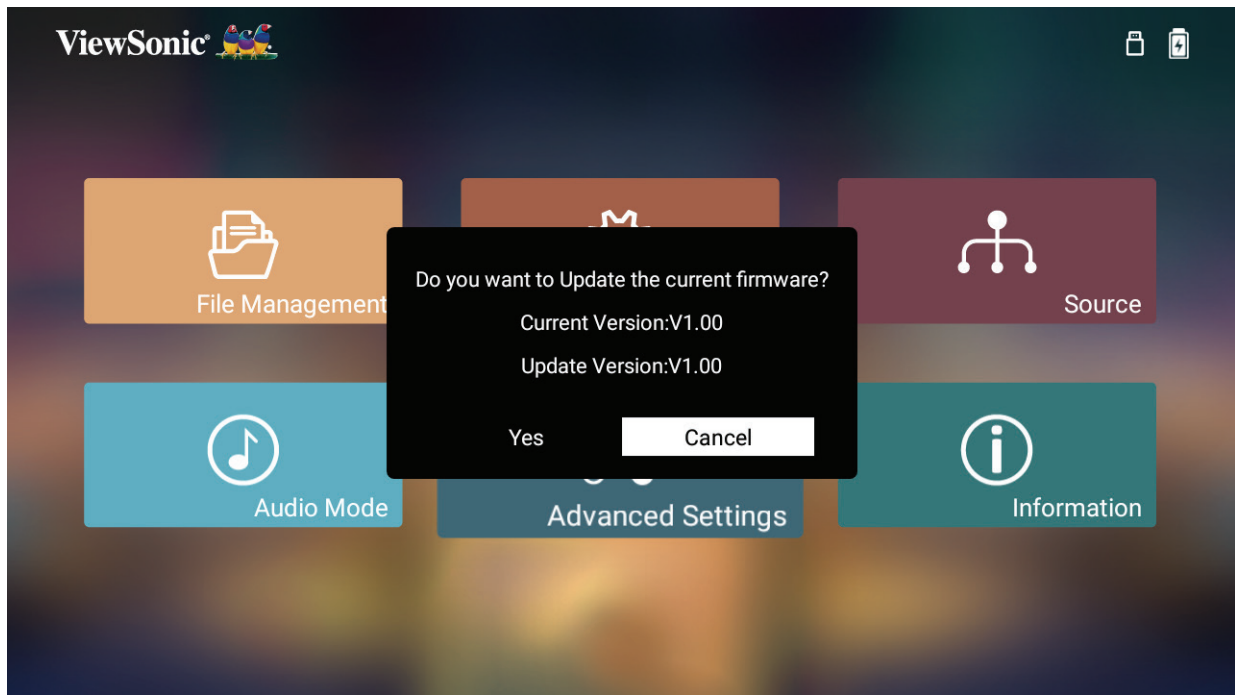 ViewSonic®
File Management
Source
Do you want to Update the current firmware?
Current Version:V1.00
Update Version:V1.00
Yes
Cancel
Audio Mode
Advanced Settings
Information